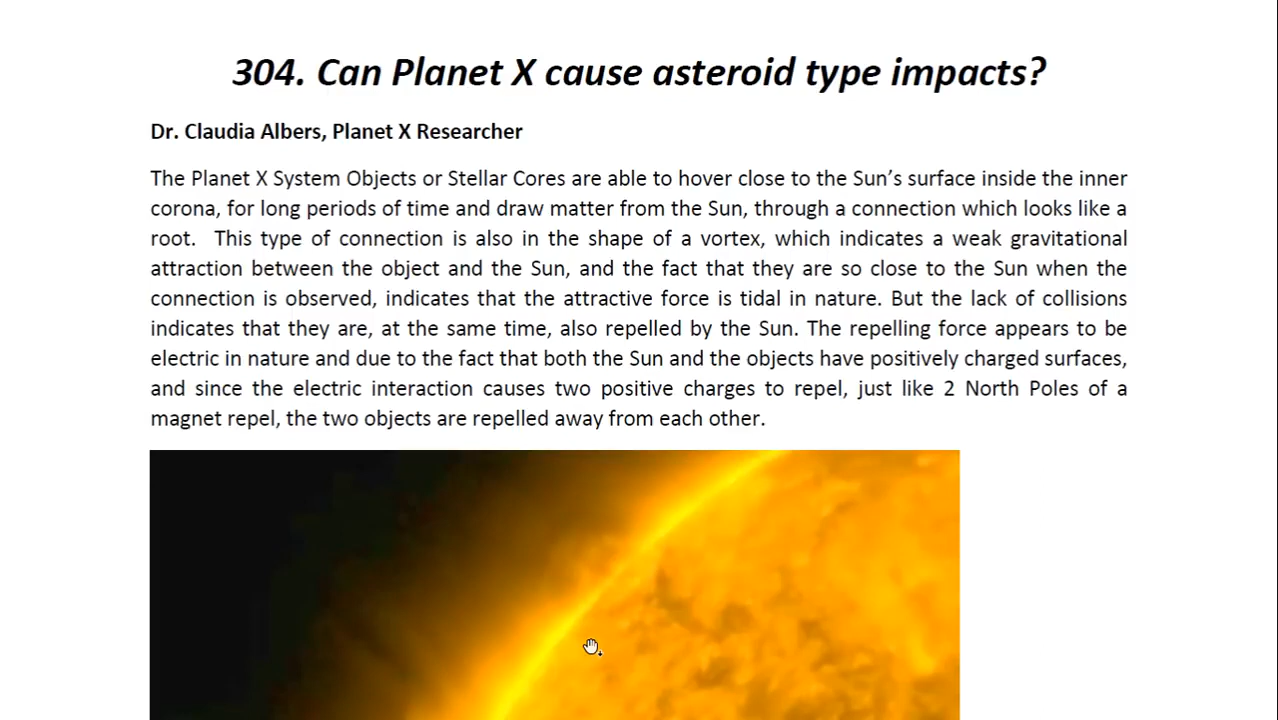 304. Can Planet X cause asteroid type impacts?
Dr. Claudia Albers, Planet X Researcher
The Planet X System Objects or Stellar Cores are able to hover close to the Sun’s surface inside the inner
corona, for long periods of time and draw matter from the Sun, through a connection which looks like a
root.  This type of connection is also in the shape of a vortex, which indicates a weak gravitational
attraction between the object and the Sun, and the fact that they are so close to the Sun when the
connection is observed, indicates that the attractive force is tidal in nature. But the lack of collisions
indicates that they are, at the same time, also repelled by the Sun. The repelling force appears to be
electric in nature and due to the fact that both the Sun and the objects have positively charged surfaces,
and since the electric interaction causes two positive charges to repel, just like 2 North Poles of a
magnet repel, the two objects are repelled away from each other.